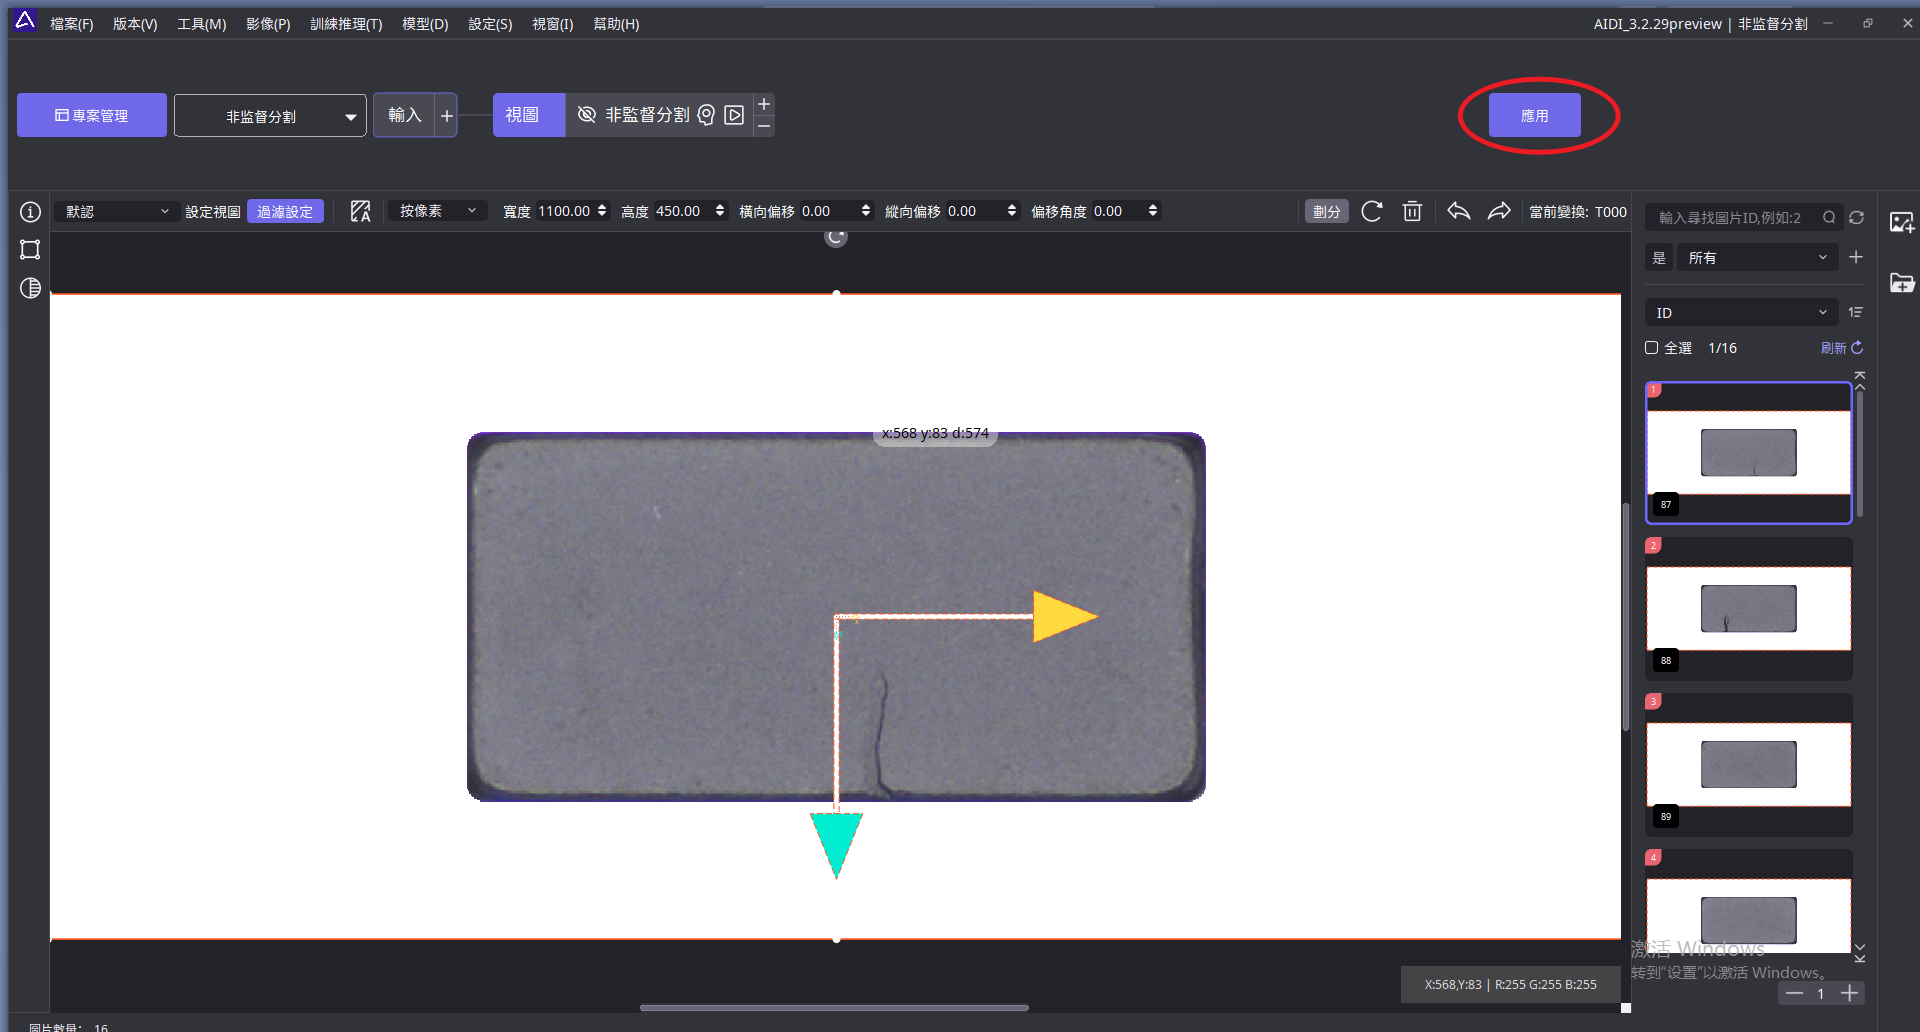 檔案(F) 版本(V) 工具(M) 影像(P) 訓練推理(T) 模型(D) 設定(S) 視窗(I) 幫助(H) AIDI_3.2.29preview | 非監督分割
專案管理 非監督分割 輸入 + 視圖 非監督分割 應用
默認 設定視圖 過濾設定 按像素 寬度 1100.00 高度 450.00 橫向偏移 0.00 縱向偏移 0.00 偏移角度 0.00 劃分 當前變換: T000
輸入尋找圖片ID,例如:2
是 所有
ID
全選 1/16 刷新
x:568 y:83 d:574
1
87
2
88
3
89
4
激活 Windows
转到"设置"以激活 Windows。
X:568,Y:83 | R:255 G:255 B:255
1
圖片數量: 16